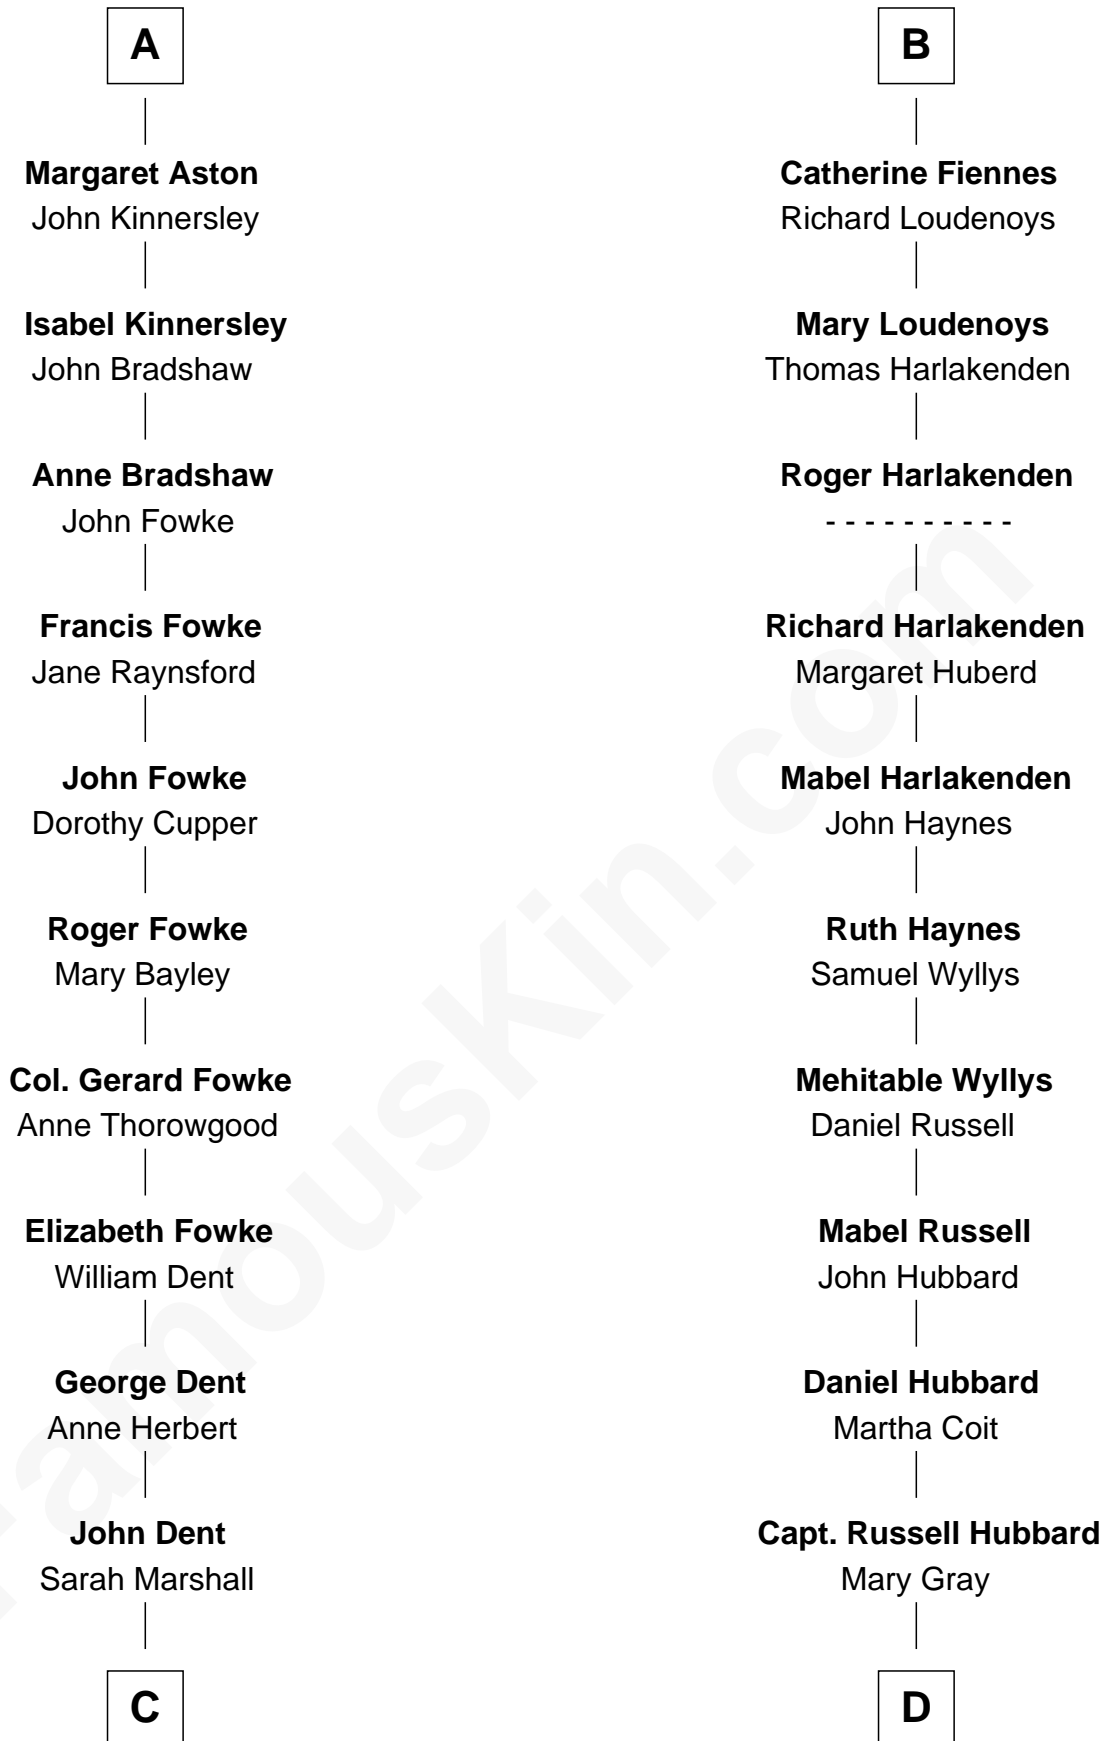 A
Margaret Aston
John Kinnersley
Isabel Kinnersley
John Bradshaw
Anne Bradshaw
John Fowke
Francis Fowke
Jane Raynsford
John Fowke
Dorothy Cupper
Roger Fowke
Mary Bayley
Col. Gerard Fowke
Anne Thorowgood
Elizabeth Fowke
William Dent
George Dent
Anne Herbert
John Dent
Sarah Marshall
C
B
Catherine Fiennes
Richard Loudenoys
Mary Loudenoys
Thomas Harlakenden
Roger Harlakenden
- - - - - - - - - -
Richard Harlakenden
Margaret Huberd
Mabel Harlakenden
John Haynes
Ruth Haynes
Samuel Wyllys
Mehitable Wyllys
Daniel Russell
Mabel Russell
John Hubbard
Daniel Hubbard
Martha Coit
Capt. Russell Hubbard
Mary Gray
D
FamousKin.com